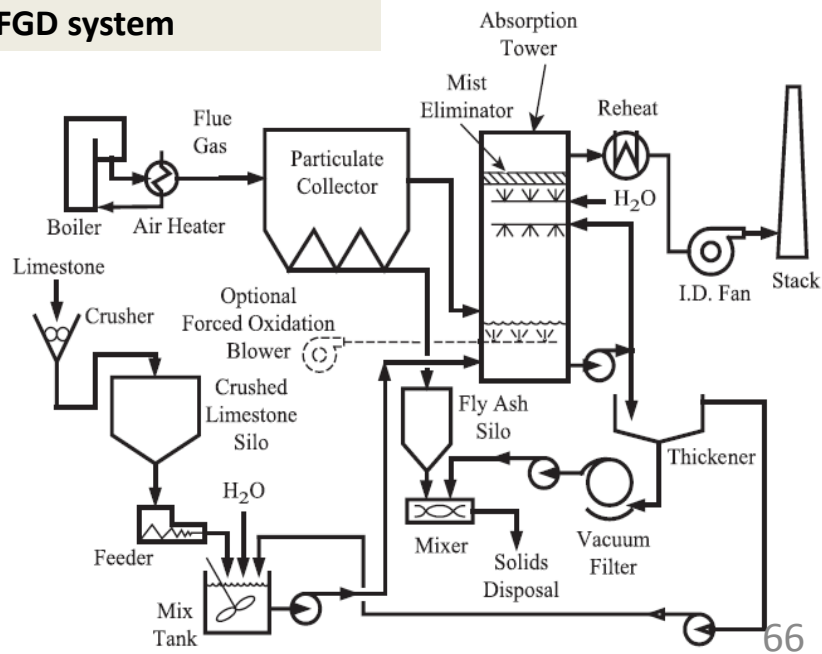 FGD system
Absorption
Tower
Mist
Eliminator
Reheat
Flue
Gas
Particulate
Collector
H₂O
Boiler
Air Heater
Stack
I.D. Fan
Limestone
Crusher
Optional
Forced Oxidation
Blower
Crushed
Limestone
Silo
Fly Ash
Silo
Thickener
H₂O
Feeder
Mixer
Solids
Disposal
Vacuum
Filter
Mix
Tank
66